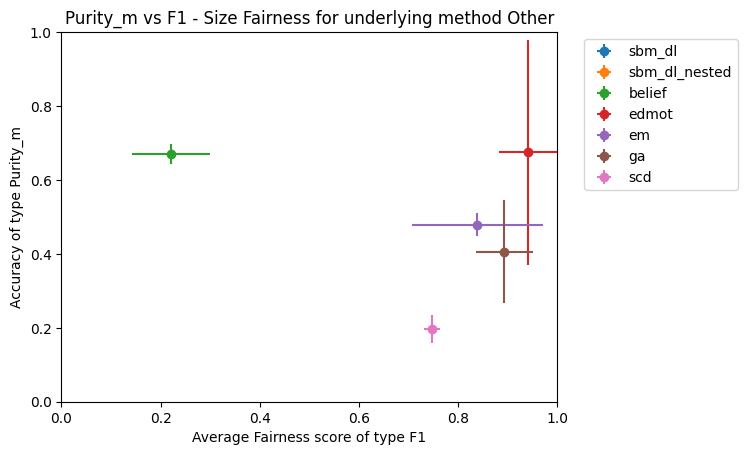 Purity_m vs F1 - Size Fairness for underlying method Other
1.0
0.8
0.6
0.4
0.2
0.0
Accuracy of type Purity_m
0.0 0.2 0.4 0.6 0.8 1.0
Average Fairness score of type F1
sbm_dl
sbm_dl_nested
belief
edmot
em
ga
scd